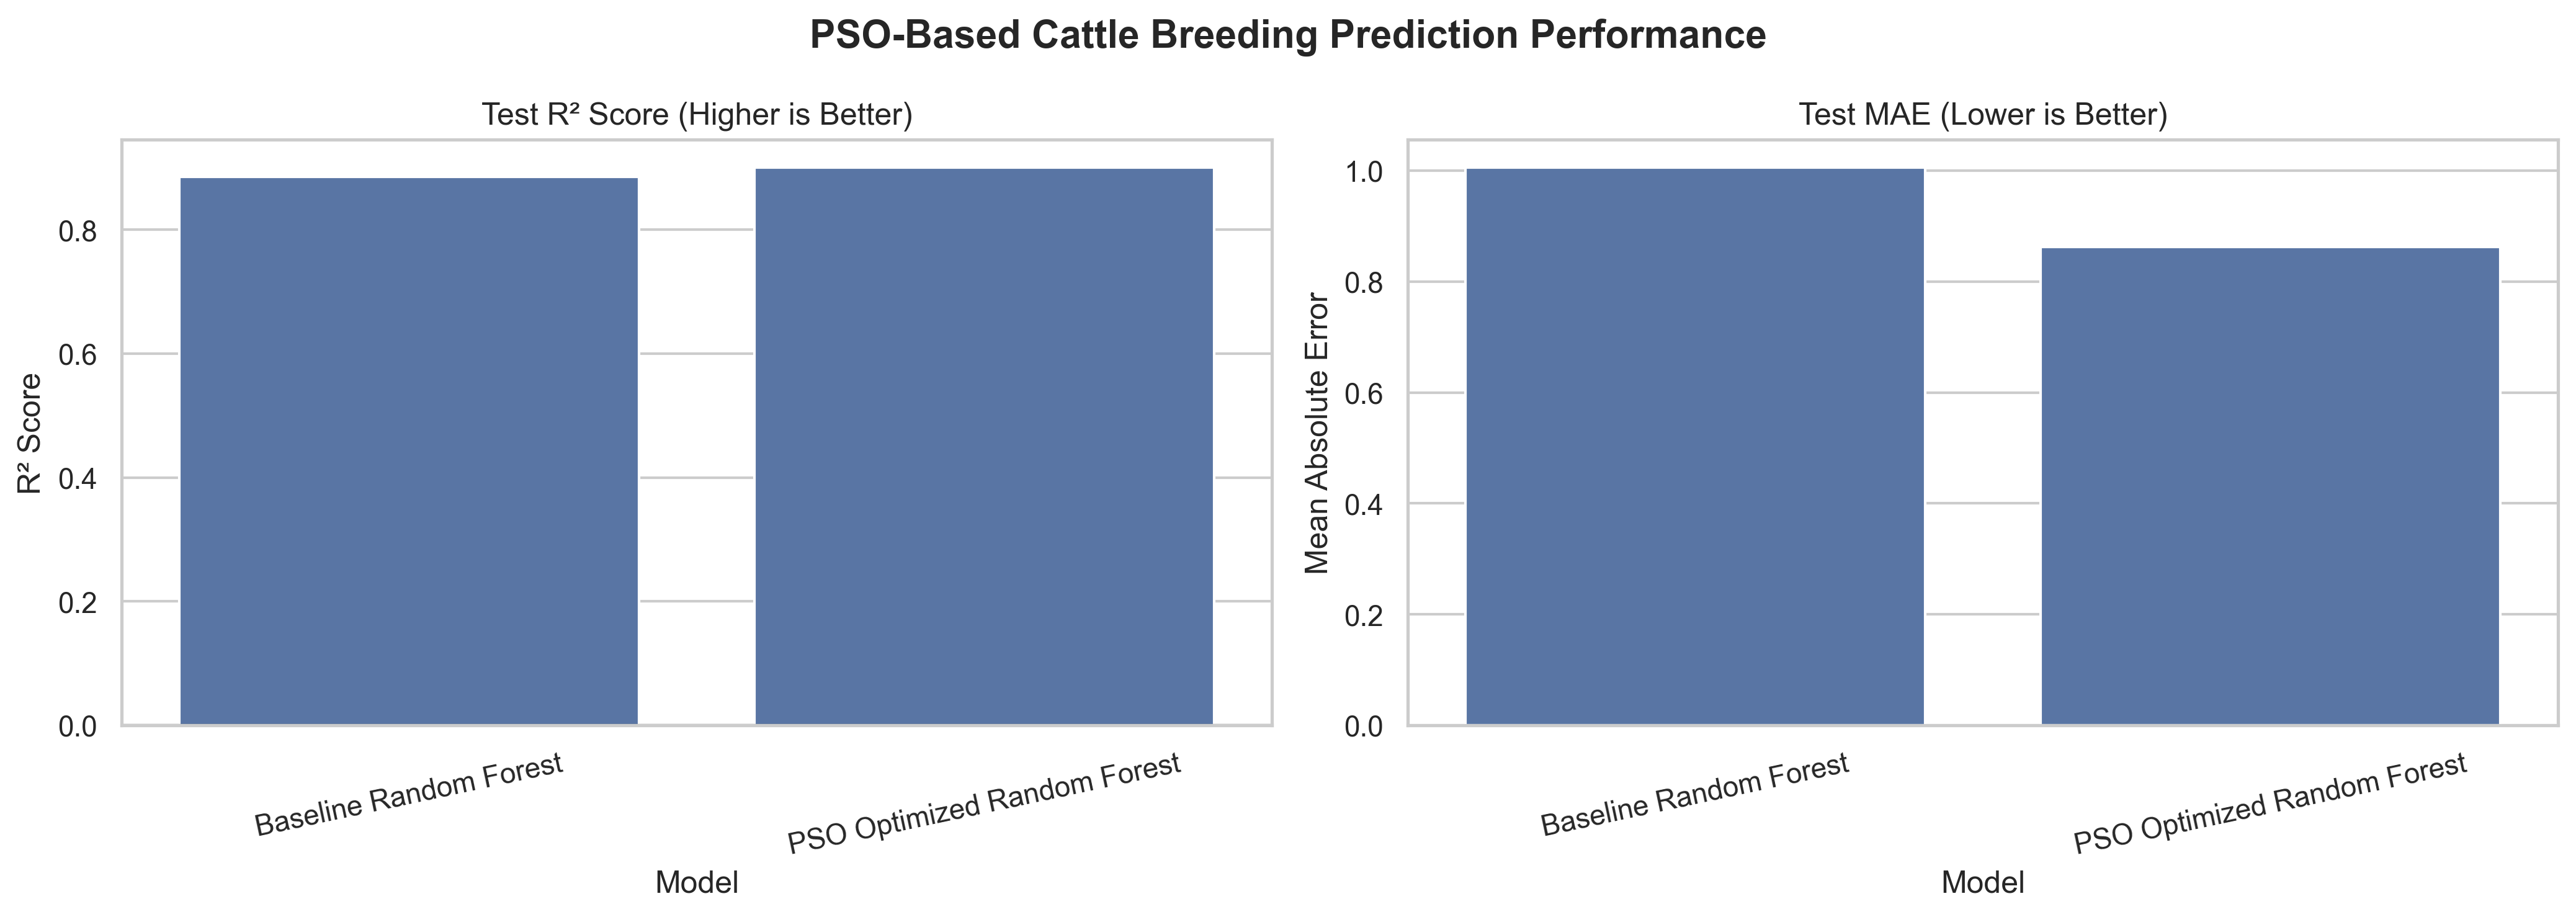 PSO-Based Cattle Breeding Prediction Performance
Test R² Score (Higher is Better)
R² Score
0.8
0.6
0.4
0.2
0.0
Baseline Random Forest
PSO Optimized Random Forest
Model
Test MAE (Lower is Better)
Mean Absolute Error
1.0
0.8
0.6
0.4
0.2
0.0
Baseline Random Forest
PSO Optimized Random Forest
Model